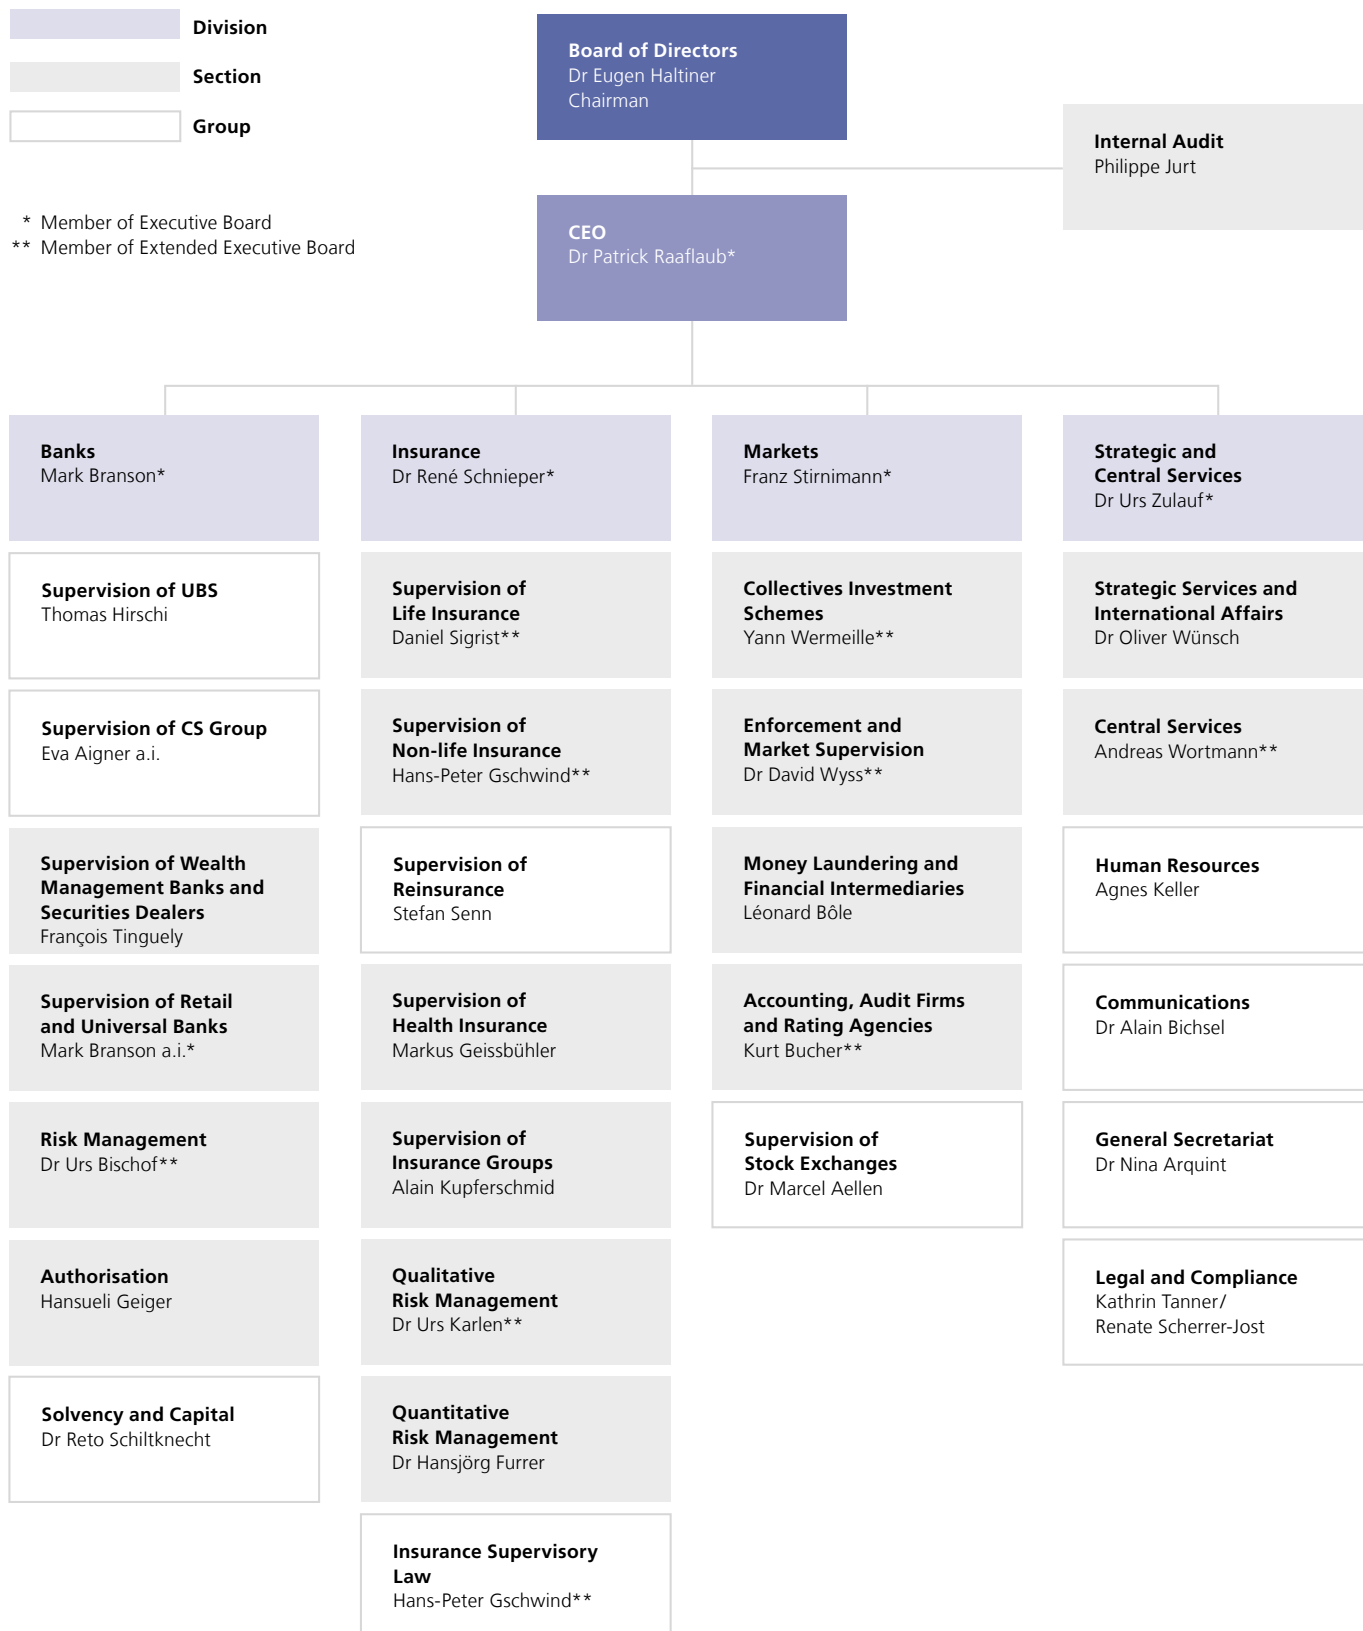 Division
Section
Group
* Member of Executive Board
** Member of Extended Executive Board
Board of Directors
Dr Eugen Haltiner
Chairman
Internal Audit
Philippe Jurt
CEO
Dr Patrick Raaflaub*
Banks
Mark Branson*
Supervision of UBS
Thomas Hirschi
Supervision of CS Group
Eva Aigner a.i.
Supervision of Wealth
Management Banks and
Securities Dealers
François Tinguely
Supervision of Retail
and Universal Banks
Mark Branson a.i.*
Risk Management
Dr Urs Bischof**
Authorisation
Hansueli Geiger
Solvency and Capital
Dr Reto Schiltknecht
Insurance
Dr René Schnieper*
Supervision of
Life Insurance
Daniel Sigrist**
Supervision of
Non-life Insurance
Hans-Peter Gschwind**
Supervision of
Reinsurance
Stefan Senn
Supervision of
Health Insurance
Markus Geissbühler
Supervision of
Insurance Groups
Alain Kupferschmid
Qualitative
Risk Management
Dr Urs Karlen**
Quantitative
Risk Management
Dr Hansjörg Furrer
Insurance Supervisory
Law
Hans-Peter Gschwind**
Markets
Franz Stirnimann*
Collectives Investment
Schemes
Yann Wermeille**
Enforcement and
Market Supervision
Dr David Wyss**
Money Laundering and
Financial Intermediaries
Léonard Bôle
Accounting, Audit Firms
and Rating Agencies
Kurt Bucher**
Supervision of
Stock Exchanges
Dr Marcel Aellen
Strategic and
Central Services
Dr Urs Zulauf*
Strategic Services and
International Affairs
Dr Oliver Wünsch
Central Services
Andreas Wortmann**
Human Resources
Agnes Keller
Communications
Dr Alain Bichsel
General Secretariat
Dr Nina Arquint
Legal and Compliance
Kathrin Tanner/
Renate Scherrer-Jost